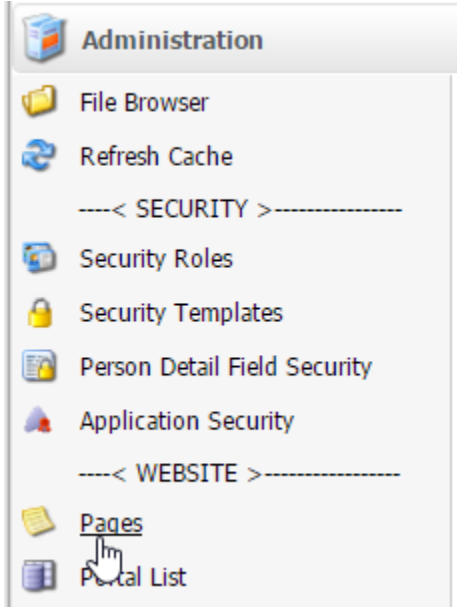 Administration
File Browser
Refresh Cache
----< SECURITY >----------------
Security Roles
Security Templates
Person Detail Field Security
Application Security
----< WEBSITE >-----------------
Pages
Portal List